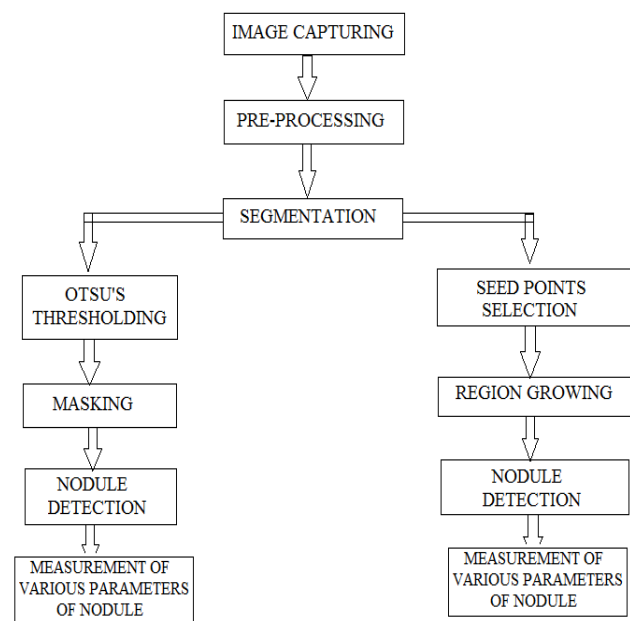 IMAGE CAPTURING
PRE-PROCESSING
SEGMENTATION
OTSU'S
THRESHOLDING
MASKING
NODULE
DETECTION
MEASUREMENT OF
VARIOUS PARAMETERS
OF NODULE
SEED POINTS
SELECTION
REGION GROWING
NODULE
DETECTION
MEASUREMENT OF
VARIOUS PARAMETERS
OF NODULE